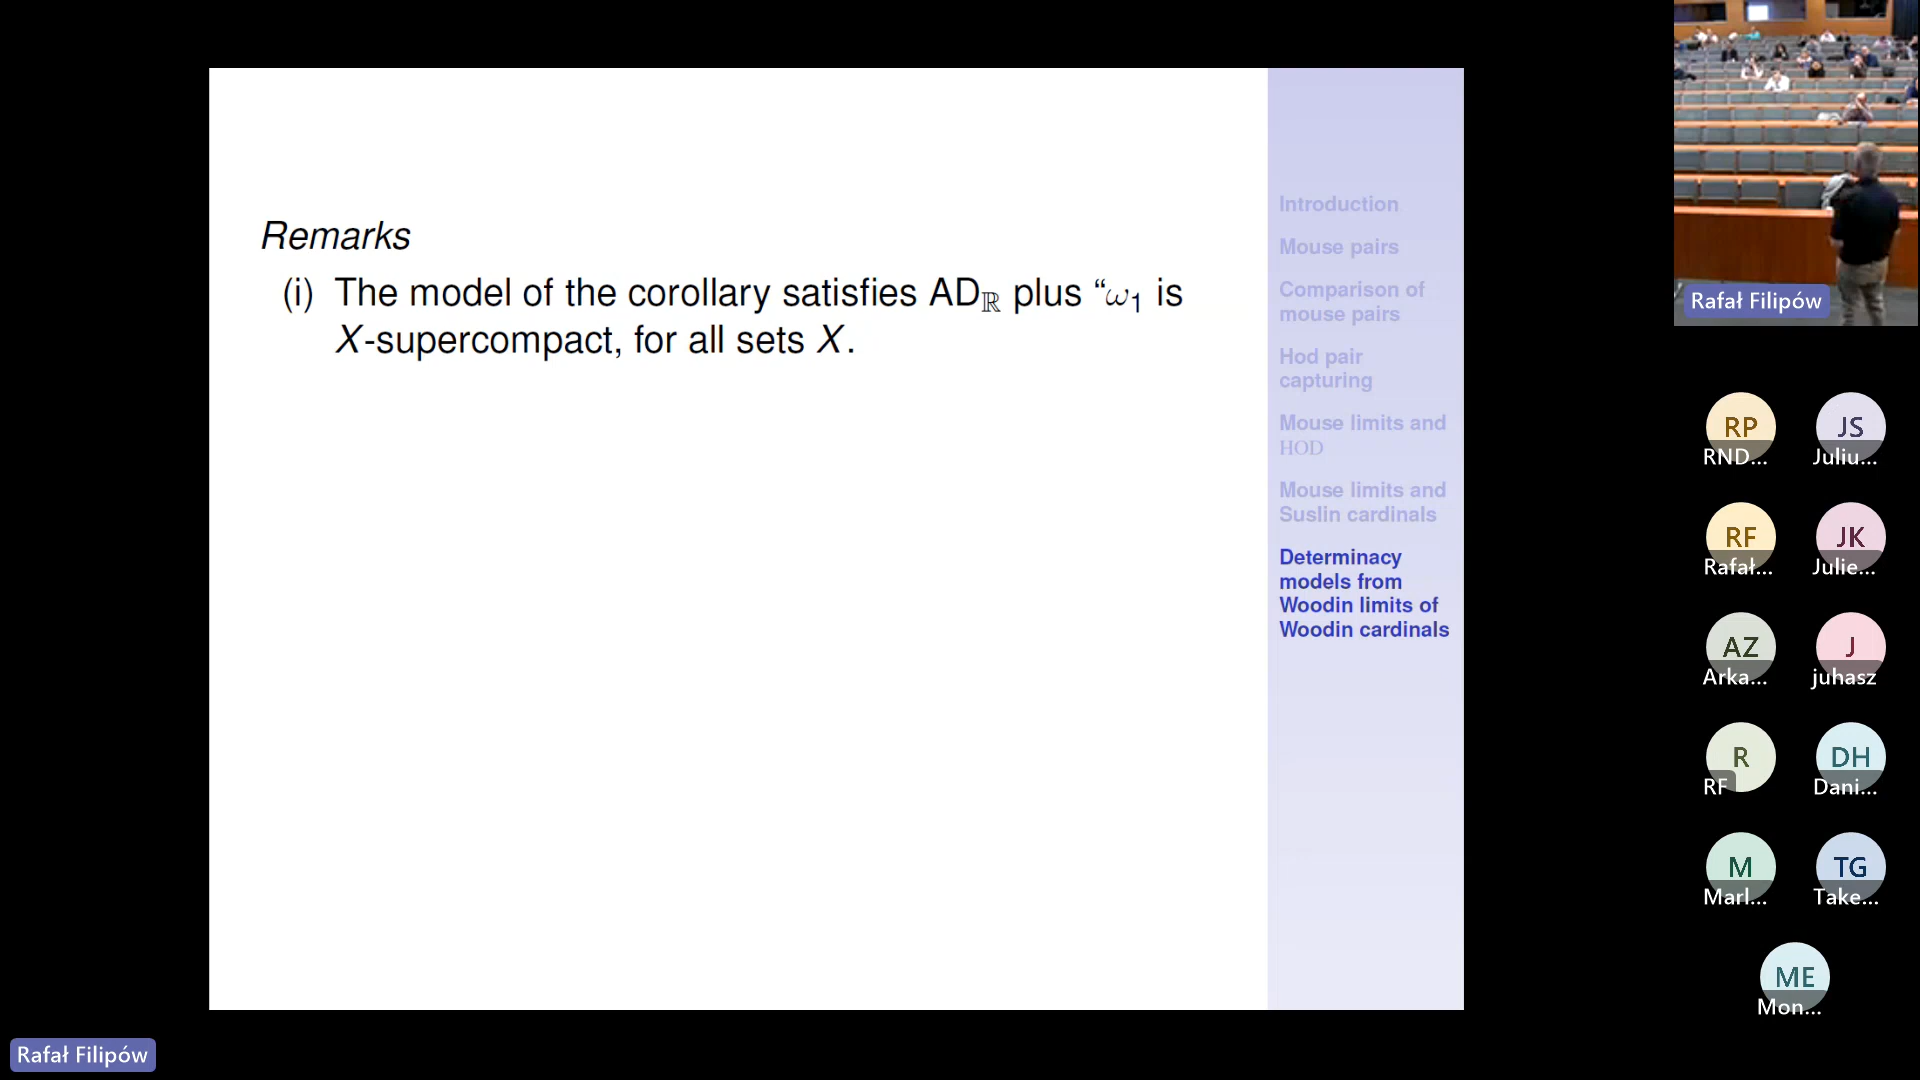 Remarks
(i) The model of the corollary satisfies ADℝ plus “ω₁ is
X-supercompact, for all sets X.
Introduction
Mouse pairs
Comparison of
mouse pairs
Hod pair
capturing
Mouse limits and
HOD
Mouse limits and
Suslin cardinals
Determinacy
models from
Woodin limits of
Woodin cardinals
Rafał Filipów
RP JS
RND... Juliu...
RF JK
Rafał... Julie...
AZ J
Arka... juhasz
R DH
RF Dani...
M TG
Marl... Take...
ME
Mon...
Rafał Filipów